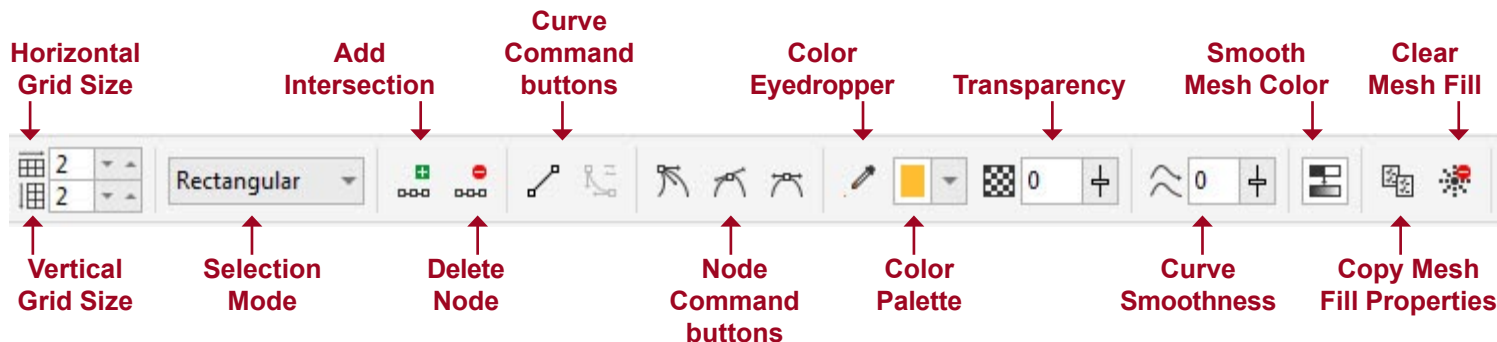 Horizontal
Grid Size
Add
Intersection
Curve
Command
buttons
Color
Eyedropper
Transparency
Smooth
Mesh Color
Clear
Mesh Fill
2
2
Rectangular
0
0
Vertical
Grid Size
Selection
Mode
Delete
Node
Node
Command
buttons
Color
Palette
Curve
Smoothness
Copy Mesh
Fill Properties